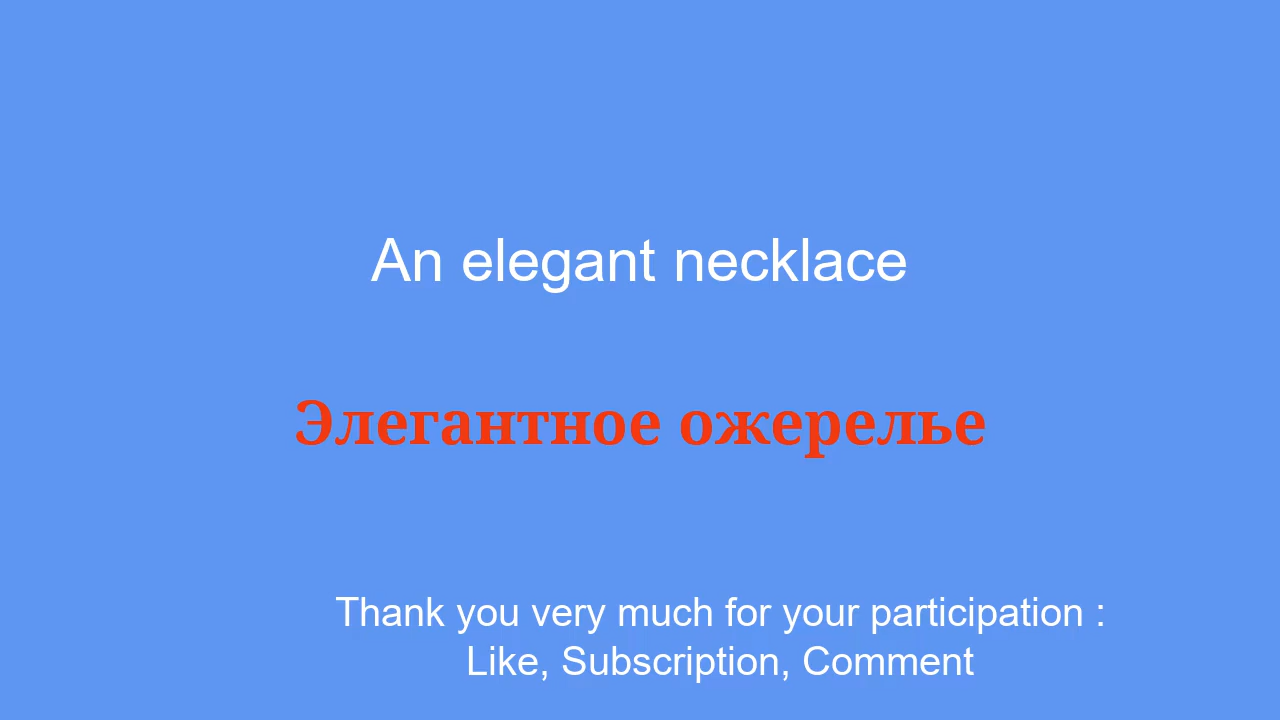 An elegant necklace
Элегантное ожерелье
Thank you very much for your participation :
Like, Subscription, Comment